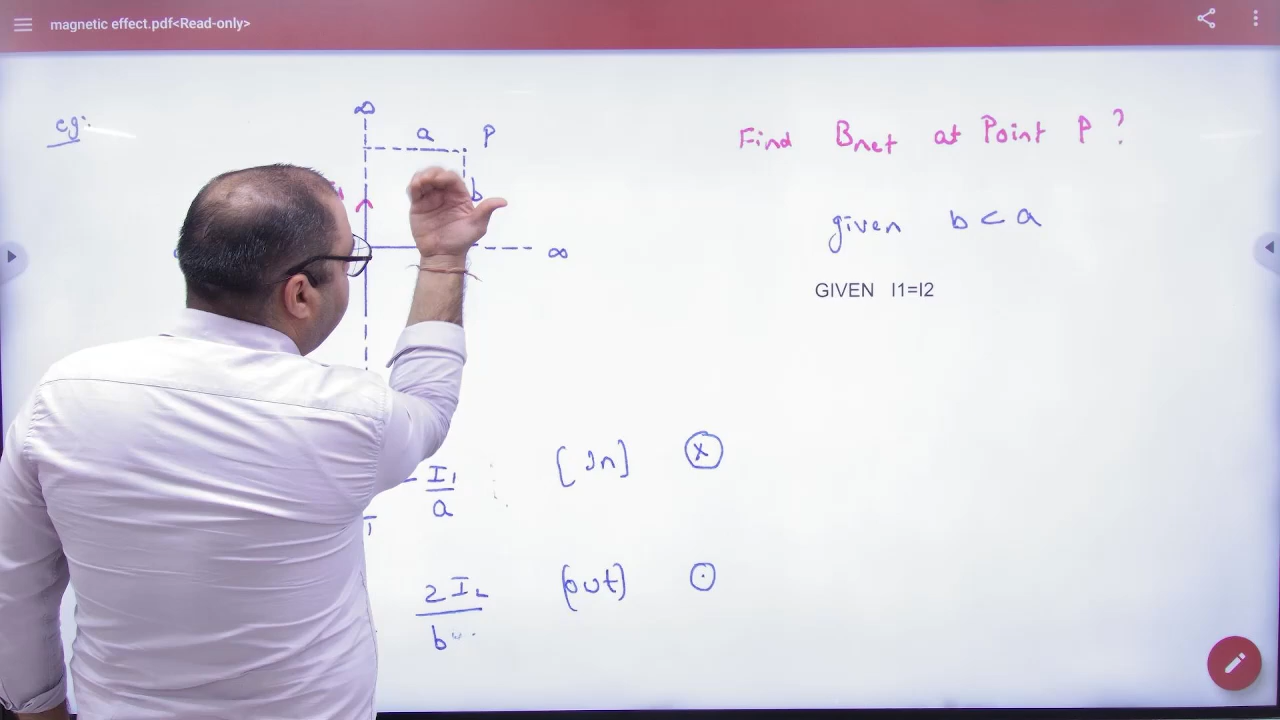 magnetic effect.pdf<Read-only>
eg:
∞
a P
b
∞
Find Bnet at Point P ?
given b < a
GIVEN I1=I2
I1
a
[In] ⊗
2I2
b
(out) ⊙